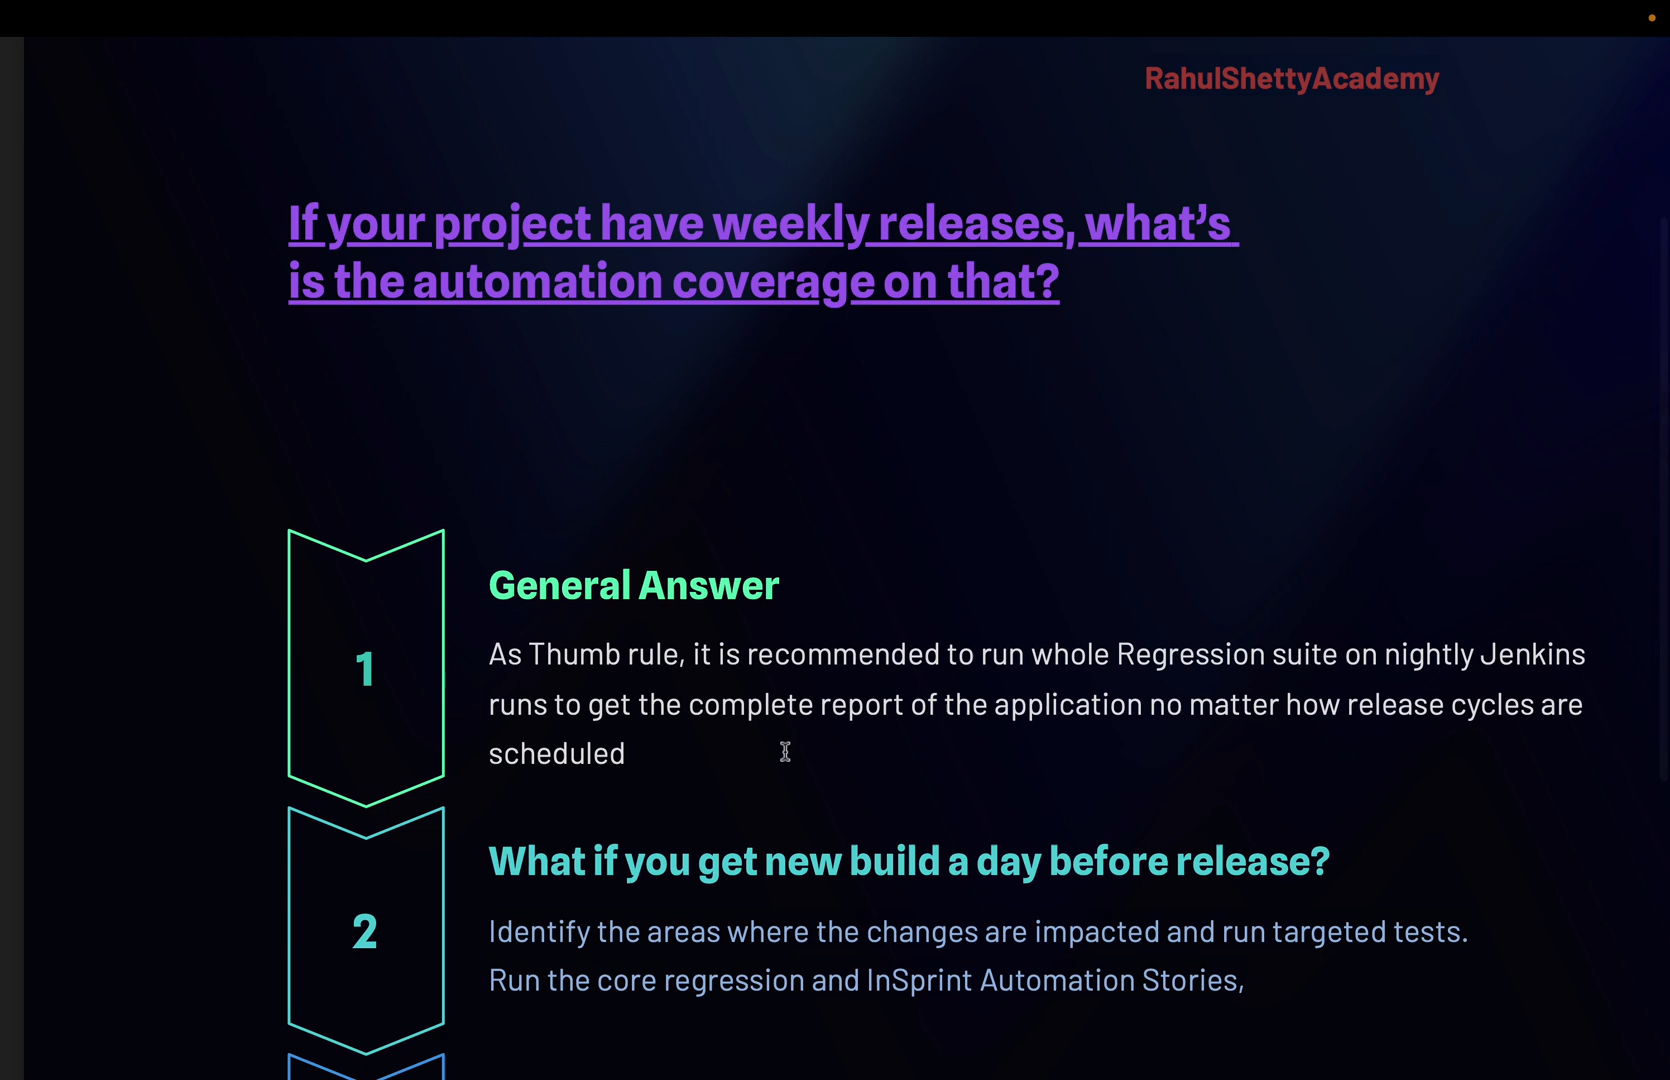 RahulShettyAcademy
If your project have weekly releases, what's
is the automation coverage on that?
1
General Answer
As Thumb rule, it is recommended to run whole Regression suite on nightly Jenkins
runs to get the complete report of the application no matter how release cycles are
scheduled
2
What if you get new build a day before release?
Identify the areas where the changes are impacted and run targeted tests.
Run the core regression and InSprint Automation Stories,